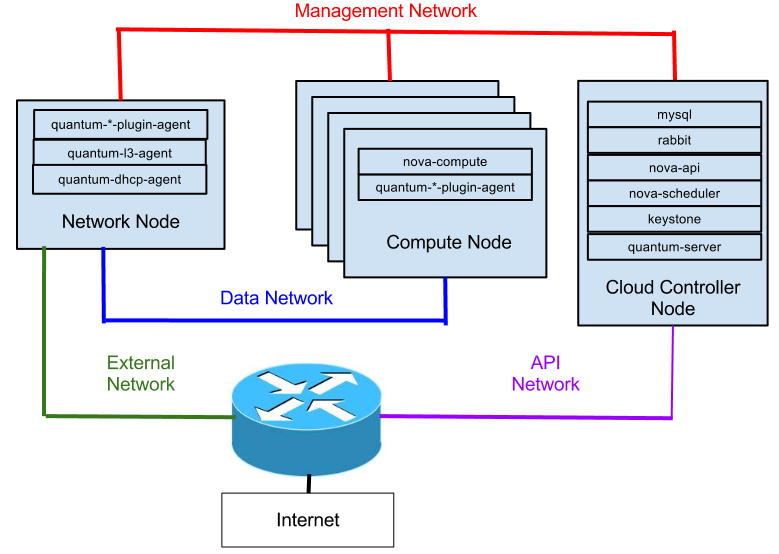 Management Network
quantum-*-plugin-agent
quantum-l3-agent
quantum-dhcp-agent
Network Node
nova-compute
quantum-*-plugin-agent
Compute Node
mysql
rabbit
nova-api
nova-scheduler
keystone
quantum-server
Cloud Controller
Node
Data Network
External
Network
API
Network
Internet